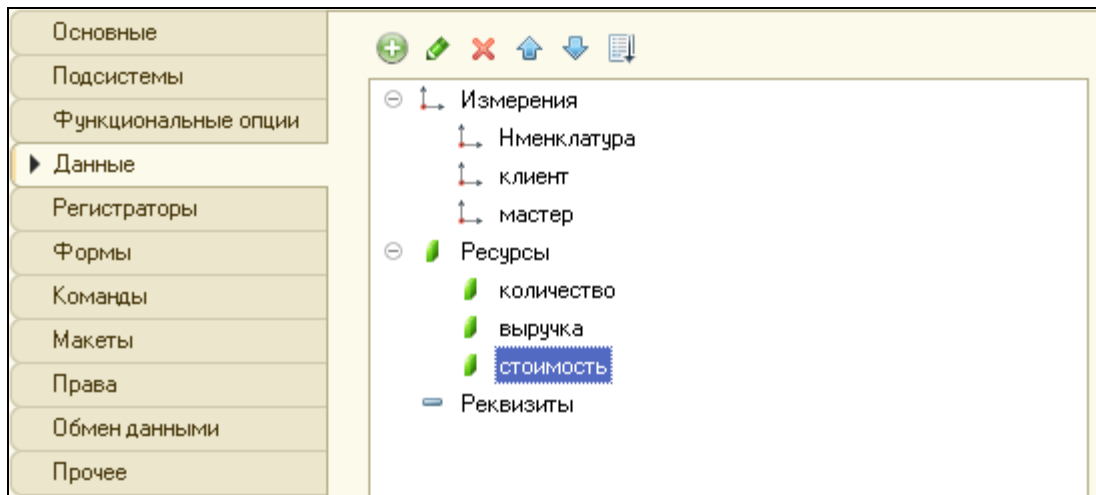 Основные
Подсистемы
Функциональные опции
Данные
Регистраторы
Формы
Команды
Макеты
Права
Обмен данными
Прочее
Измерения
Нменклатура
клиент
мастер
Ресурсы
количество
выручка
стоимость
Реквизиты